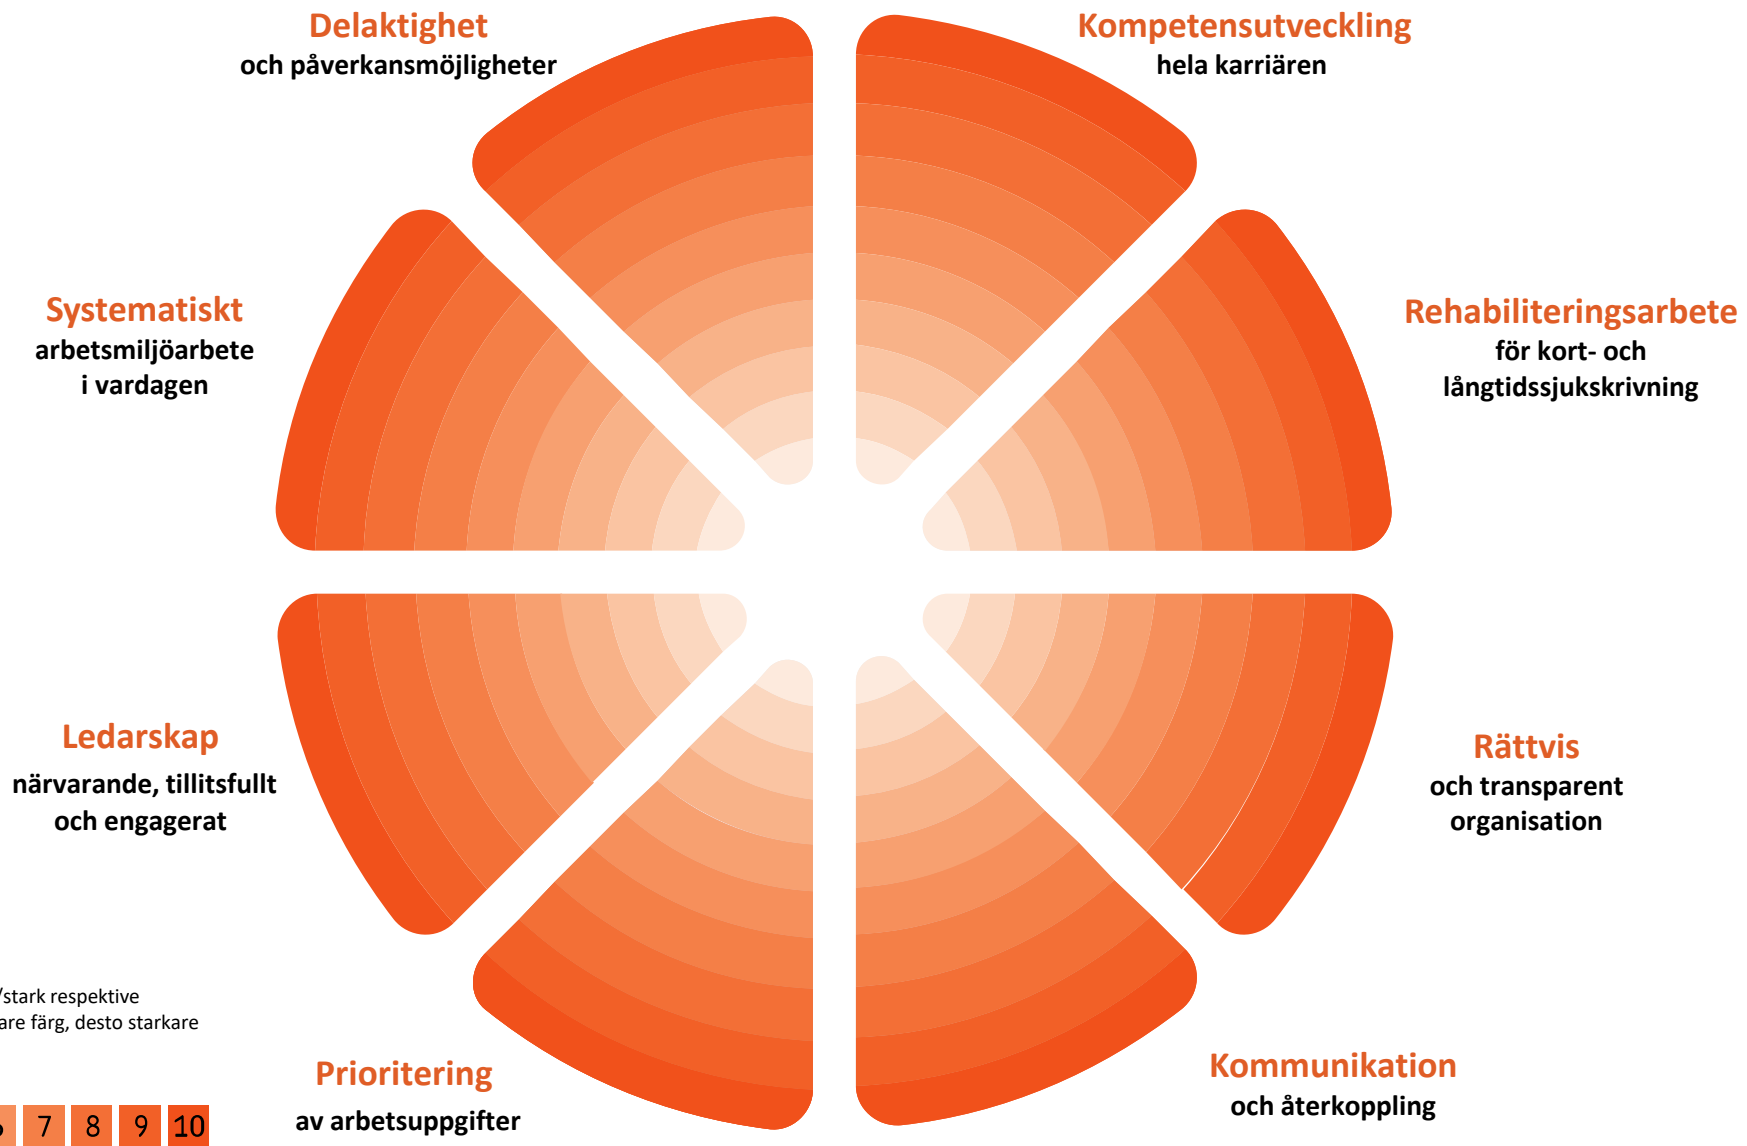 Delaktighet
och påverkansmöjligheter
Kompetensutveckling
hela karriären
Systematiskt
arbetsmiljöarbete
i vardagen
Rehabiliteringsarbete
för kort- och
långtidssjukskrivning
Ledarskap
närvarande, tillitsfullt
och engagerat
Rättvis
och transparent
organisation
/stark respektive
are färg, desto starkare
Prioritering
av arbetsuppgifter
Kommunikation
och återkoppling
7 8 9 10